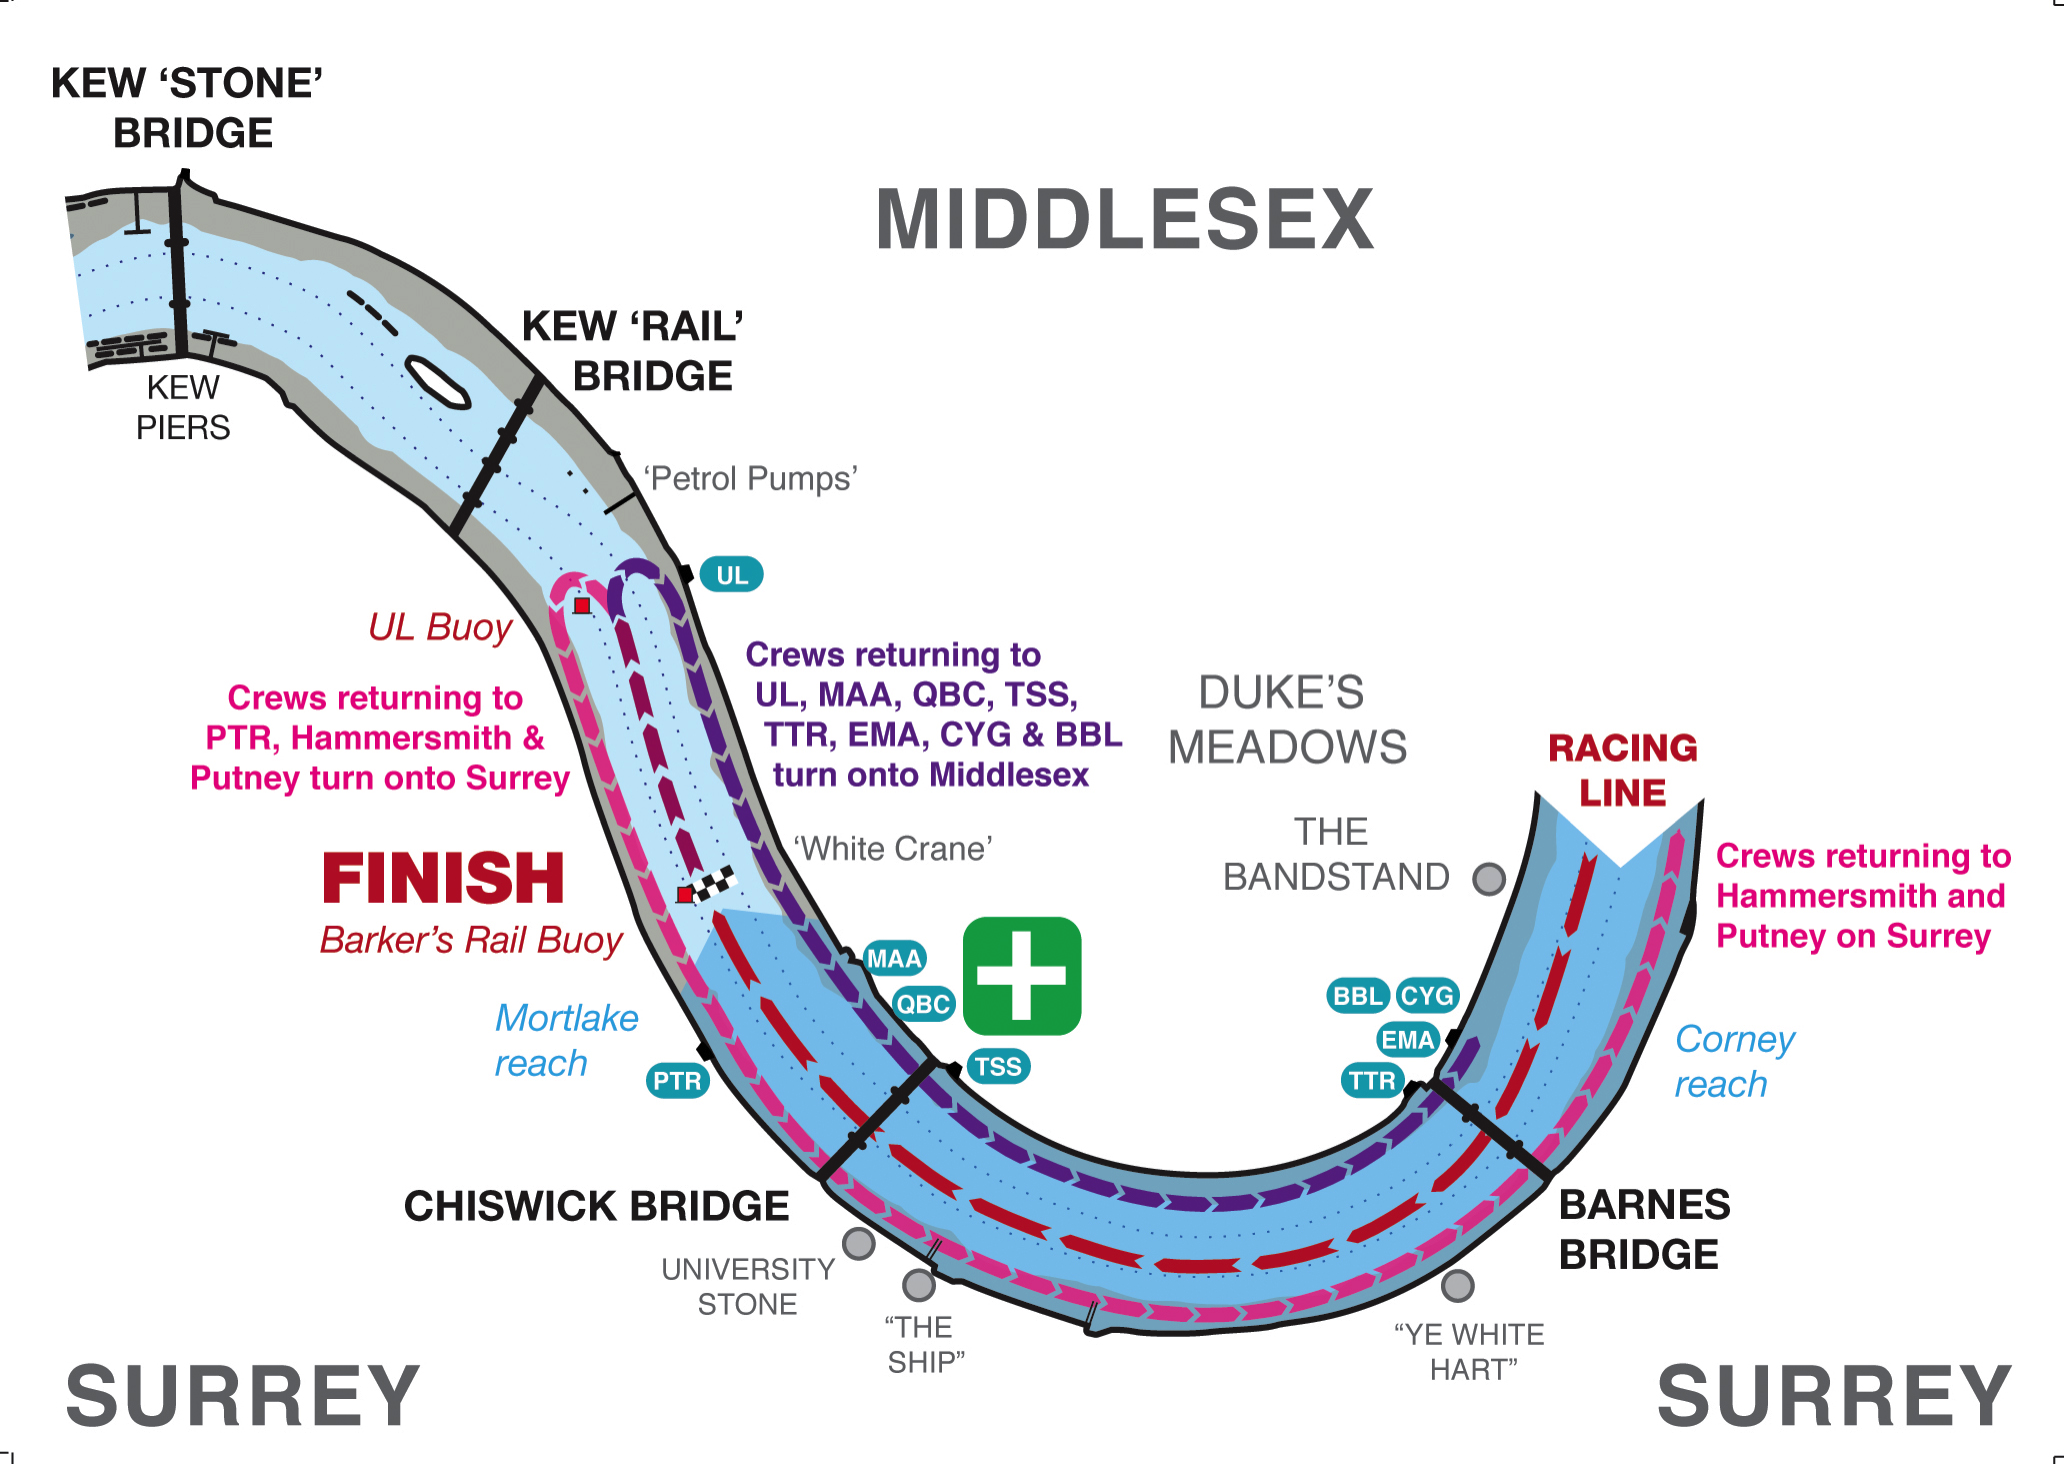 KEW ‘STONE’
BRIDGE
MIDDLESEX
KEW ‘RAIL’
BRIDGE
KEW
PIERS
‘Petrol Pumps’
UL
UL Buoy
Crews returning to
PTR, Hammersmith &
Putney turn onto Surrey
Crews returning to
UL, MAA, QBC, TSS,
TTR, EMA, CYG & BBL
turn onto Middlesex
DUKE’S
MEADOWS
RACING
LINE
THE
BANDSTAND
‘White Crane’
FINISH
Barker’s Rail Buoy
Crews returning to
Hammersmith and
Putney on Surrey
MAA
QBC
TSS
BBL
CYG
EMA
TTR
Mortlake
reach
PTR
Corney
reach
CHISWICK BRIDGE
BARNES
BRIDGE
UNIVERSITY
STONE
“THE
SHIP”
“YE WHITE
HART”
SURREY
SURREY